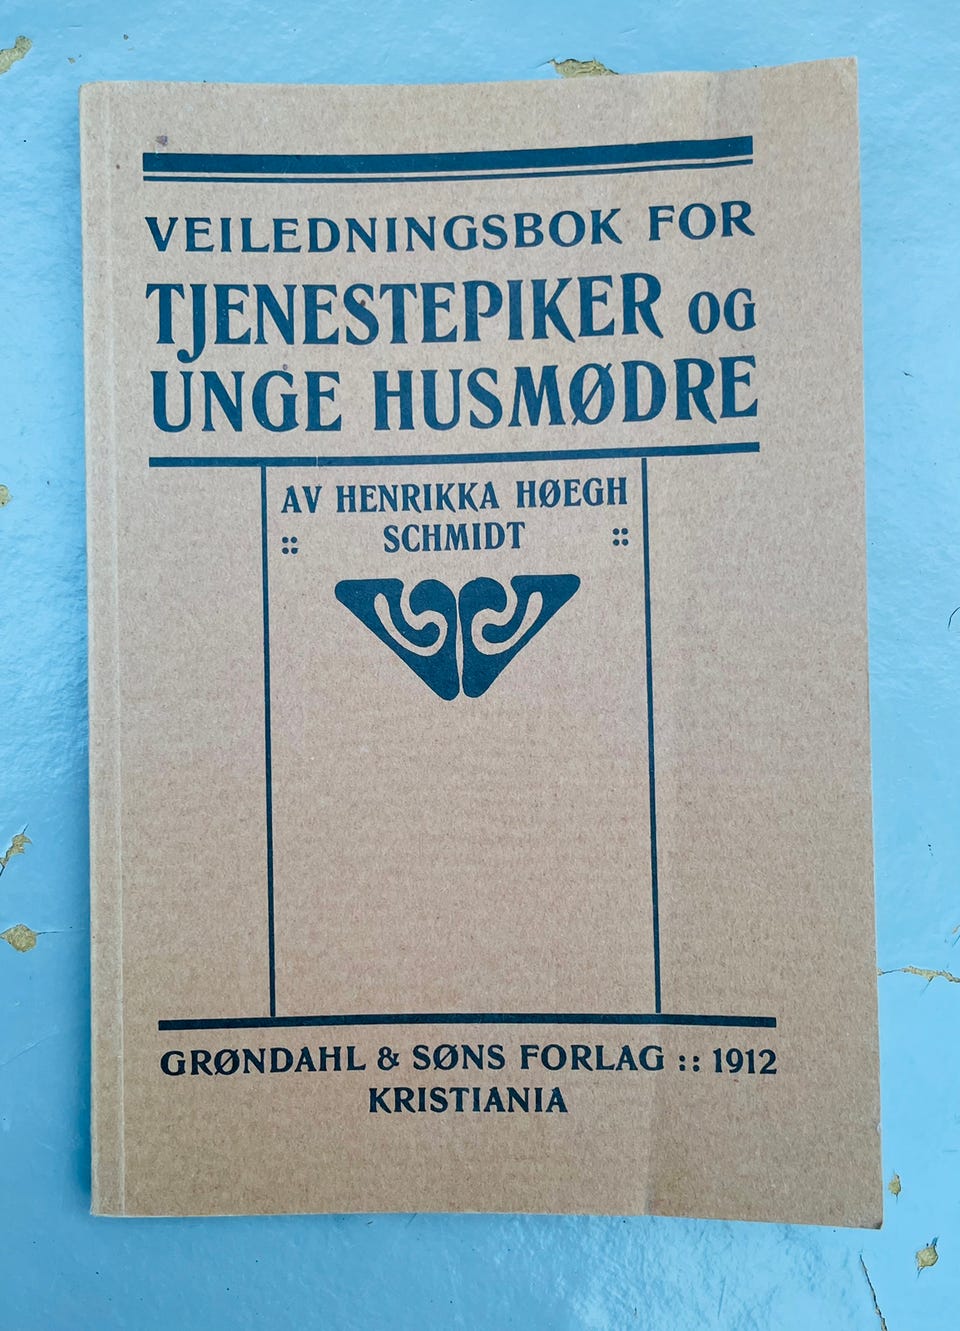 VEILEDNINGSBOK FOR
TJENESTEPIKER OG
UNGE HUSMØDRE
AV HENRIKKA HØEGH
:: SCHMIDT ::
GRØNDAHL & SØNS FORLAG :: 1912
KRISTIANIA